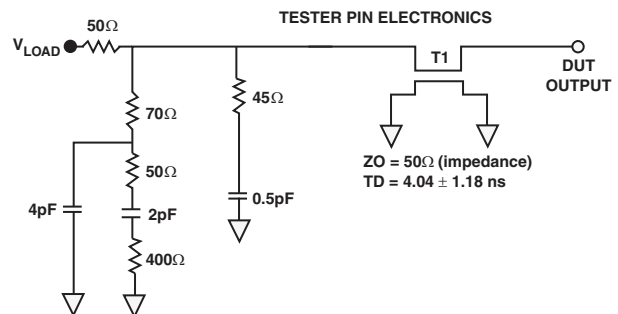 TESTER PIN ELECTRONICS
50Ω
V_LOAD
T1
DUT
OUTPUT
70Ω
45Ω
50Ω
4pF
2pF
0.5pF
400Ω
ZO = 50Ω (impedance)
TD = 4.04 ± 1.18 ns